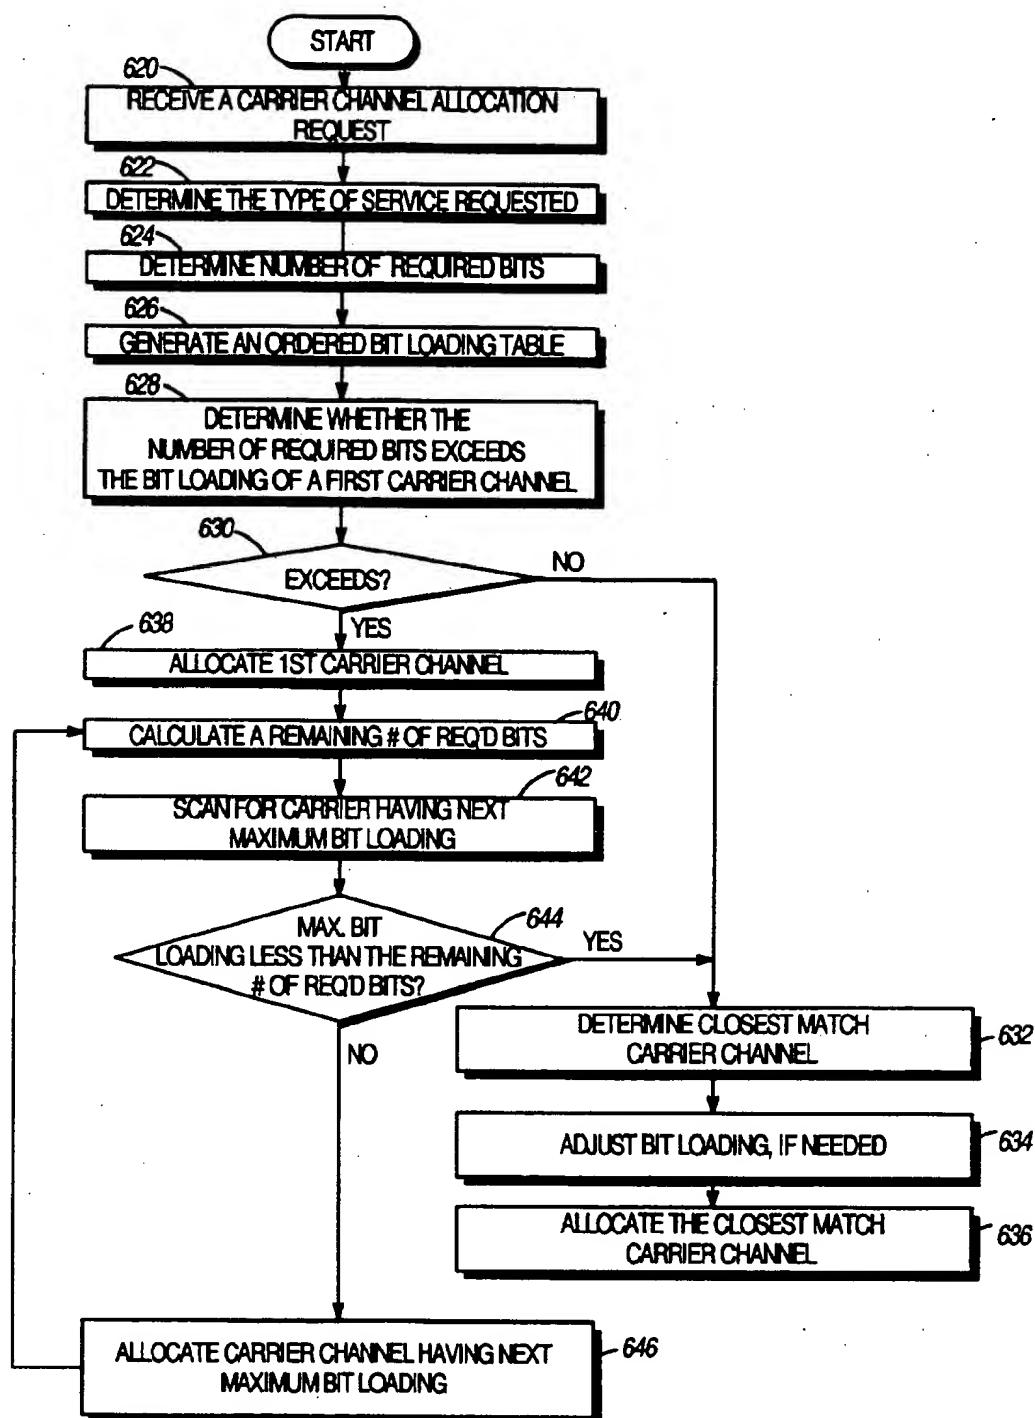 START
620
RECEIVE A CARRIER CHANNEL ALLOCATION
REQUEST
622
DETERMINE THE TYPE OF SERVICE REQUESTED
624
DETERMINE NUMBER OF REQUIRED BITS
626
GENERATE AN ORDERED BIT LOADING TABLE
628
DETERMINE WHETHER THE
NUMBER OF REQUIRED BITS EXCEEDS
THE BIT LOADING OF A FIRST CARRIER CHANNEL
630
EXCEEDS?
NO
YES
638
ALLOCATE 1ST CARRIER CHANNEL
640
CALCULATE A REMAINING # OF REQ'D BITS
642
SCAN FOR CARRIER HAVING NEXT
MAXIMUM BIT LOADING
644
MAX. BIT
LOADING LESS THAN THE REMAINING
# OF REQ'D BITS?
YES
NO
DETERMINE CLOSEST MATCH
CARRIER CHANNEL
632
ADJUST BIT LOADING, IF NEEDED
634
ALLOCATE THE CLOSEST MATCH
CARRIER CHANNEL
636
ALLOCATE CARRIER CHANNEL HAVING NEXT
MAXIMUM BIT LOADING
646